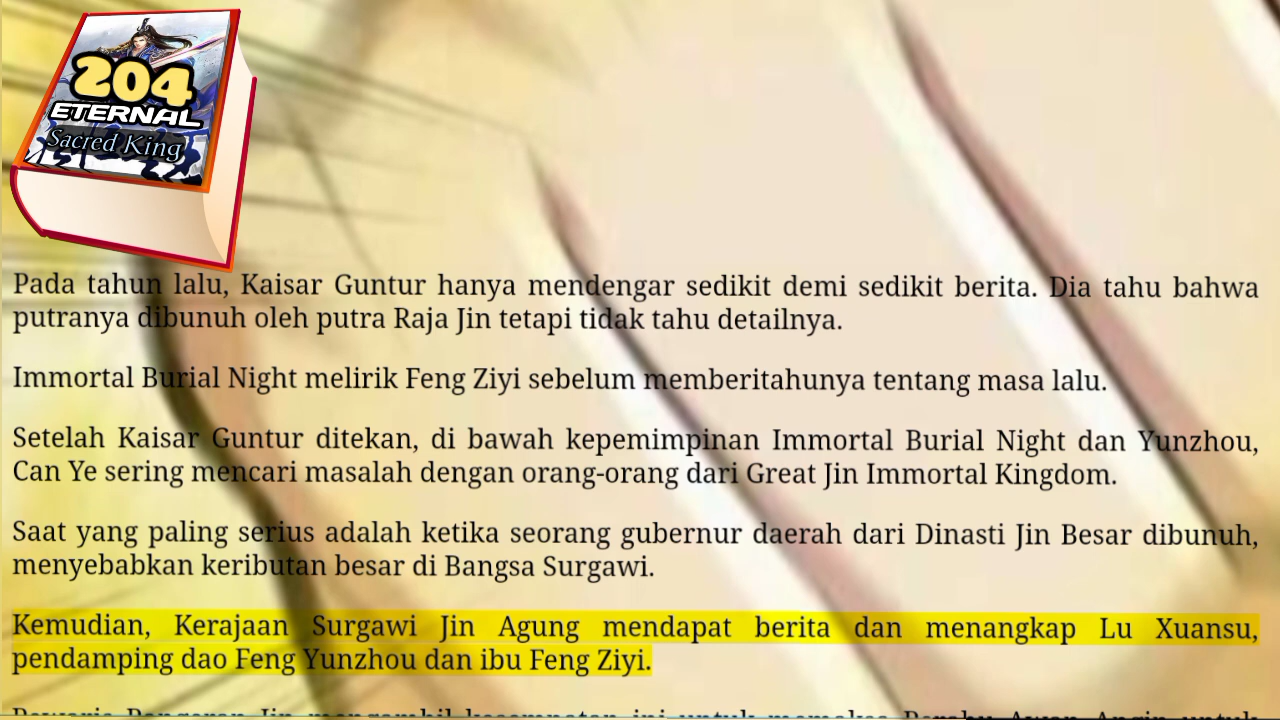 204
ETERNAL
Sacred King
Pada tahun lalu, Kaisar Guntur hanya mendengar sedikit demi sedikit berita. Dia tahu bahwa
putranya dibunuh oleh putra Raja Jin tetapi tidak tahu detailnya.
Immortal Burial Night melirik Feng Ziyi sebelum memberitahunya tentang masa lalu.
Setelah Kaisar Guntur ditekan, di bawah kepemimpinan Immortal Burial Night dan Yunzhou,
Can Ye sering mencari masalah dengan orang-orang dari Great Jin Immortal Kingdom.
Saat yang paling serius adalah ketika seorang gubernur daerah dari Dinasti Jin Besar dibunuh,
menyebabkan keributan besar di Bangsa Surgawi.
Kemudian, Kerajaan Surgawi Jin Agung mendapat berita dan menangkap Lu Xuansu,
pendamping dao Feng Yunzhou dan ibu Feng Ziyi.